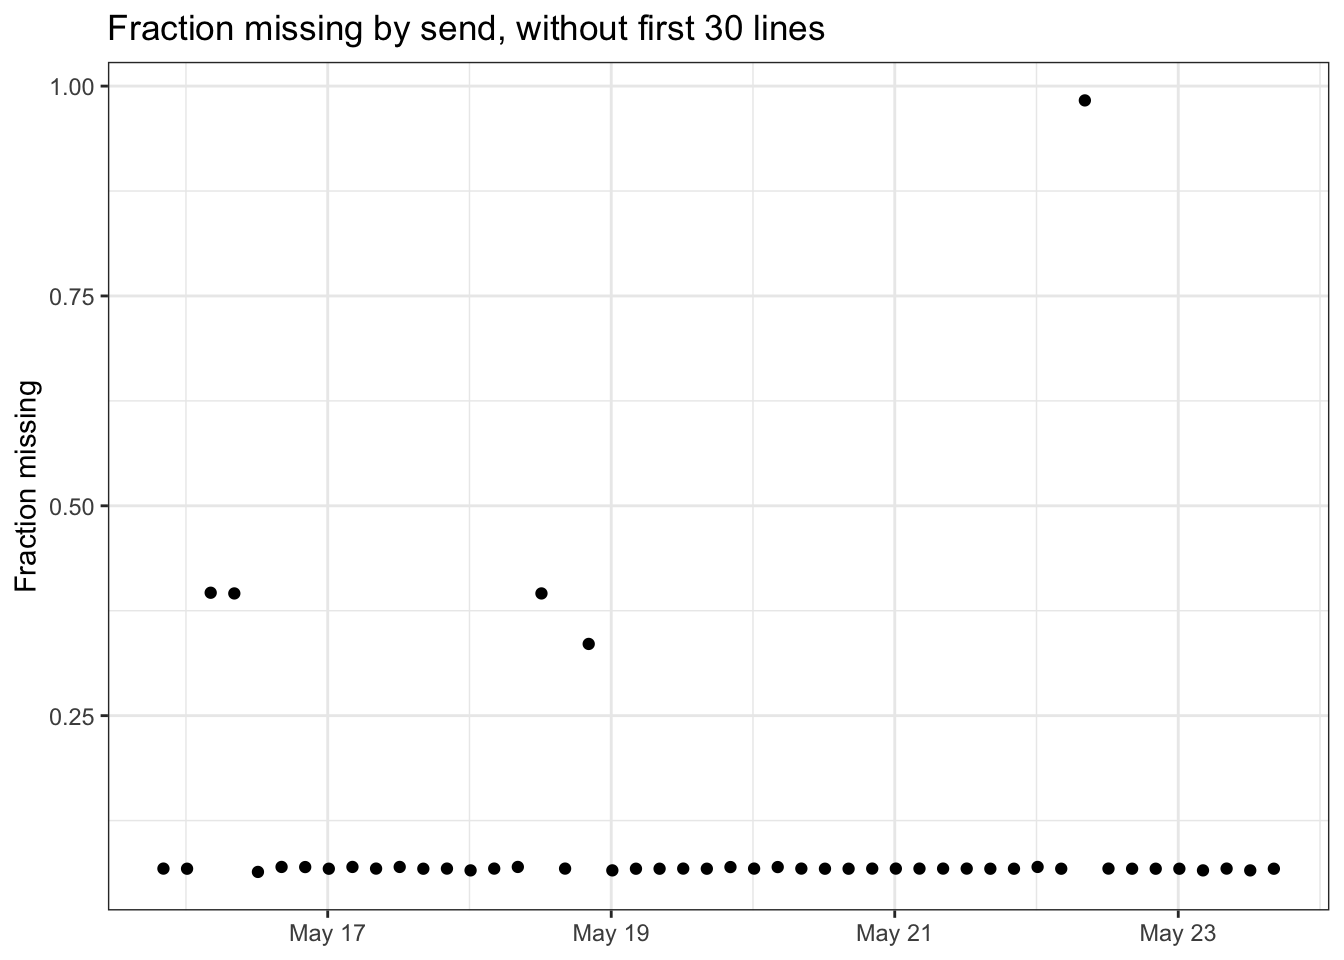 Fraction missing by send, without first 30 lines
1.00
0.75
0.50
0.25
Fraction missing
May 17
May 19
May 21
May 23